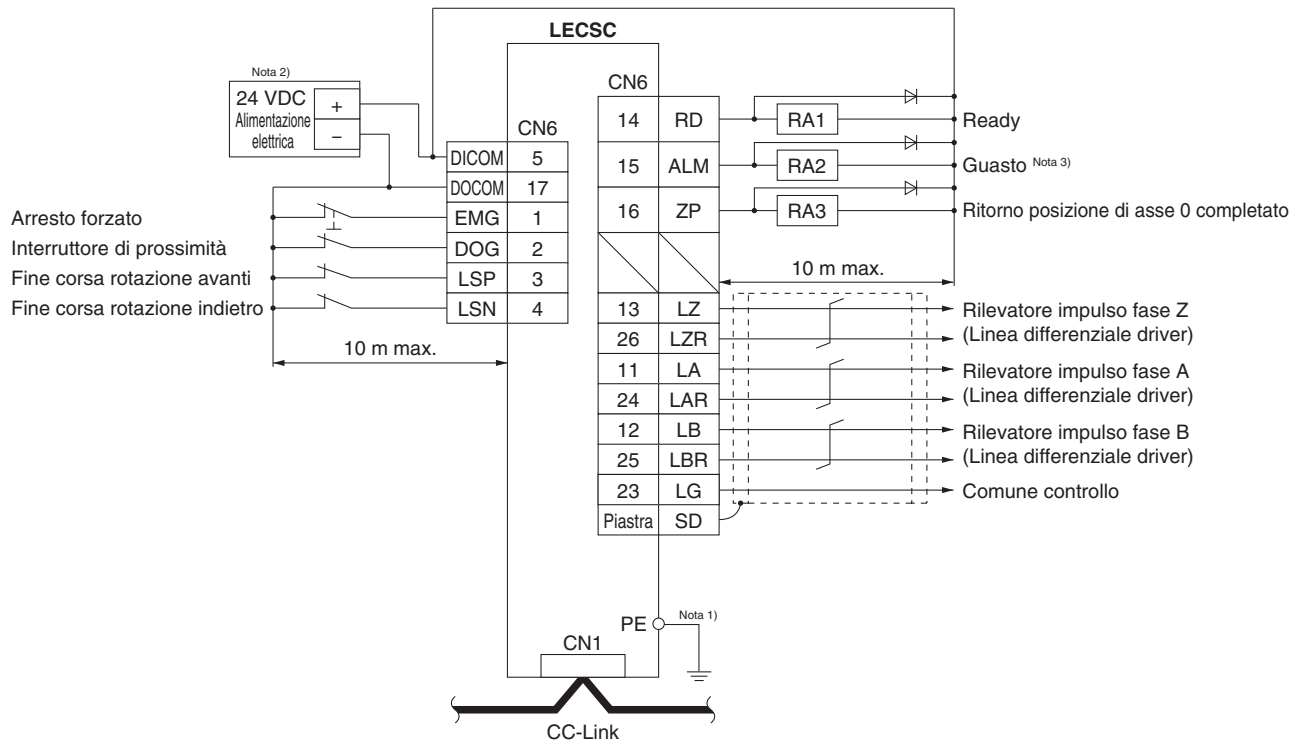 LECSC
Nota 2)
24 VDC
Alimentazione
elettrica
+
−
CN6
DICOM 5
DOCOM 17
EMG 1
DOG 2
LSP 3
LSN 4
Arresto forzato
Interruttore di prossimità
Fine corsa rotazione avanti
Fine corsa rotazione indietro
10 m max.
CN6
14 RD RA1 Ready
15 ALM RA2 Guasto Nota 3)
16 ZP RA3 Ritorno posizione di asse 0 completato
10 m max.
13 LZ Rilevatore impulso fase Z
26 LZR (Linea differenziale driver)
11 LA Rilevatore impulso fase A
24 LAR (Linea differenziale driver)
12 LB Rilevatore impulso fase B
25 LBR (Linea differenziale driver)
23 LG Comune controllo
Piastra SD
PE Nota 1)
CN1
CC-Link